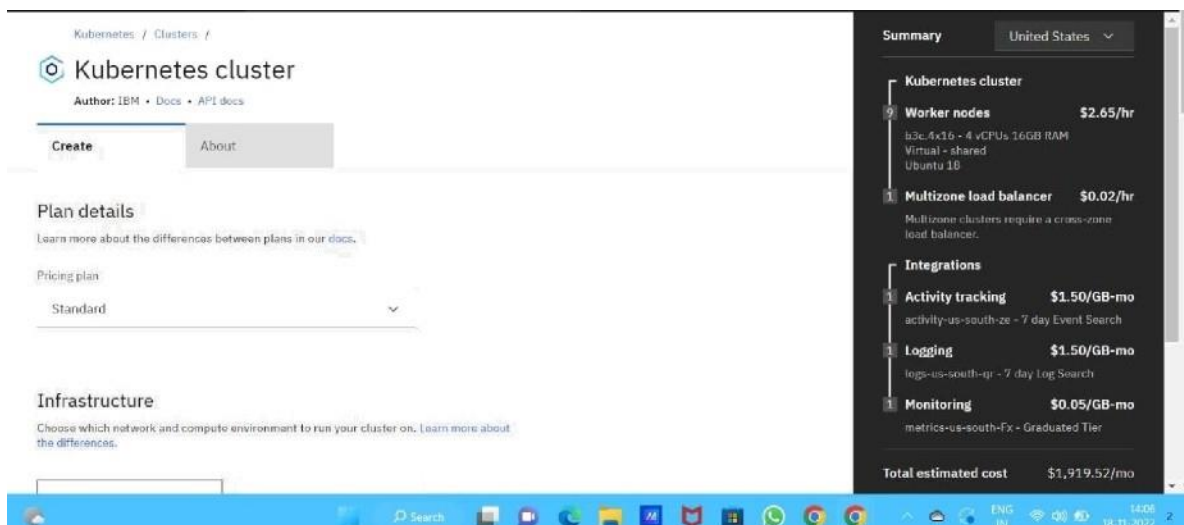 Kubernetes / Clusters /
Kubernetes cluster
Author: IBM • Docs • API docs
Create
About
Plan details
Learn more about the differences between plans in our docs.
Pricing plan
Standard
Infrastructure
Choose which network and compute environment to run your cluster on. Learn more about
the differences.
Summary
United States
Kubernetes cluster
9 Worker nodes $2.65/hr
b3c.4x16 - 4 vCPUs 16GB RAM
Virtual - shared
Ubuntu 18
1 Multizone load balancer $0.02/hr
Multizone clusters require a cross-zone
load balancer.
Integrations
1 Activity tracking $1.50/GB-mo
activity-us-south-ze - 7 day Event Search
1 Logging $1.50/GB-mo
logs-us-south-qr - 7 day Log Search
1 Monitoring $0.05/GB-mo
metrics-us-south-Fx - Graduated Tier
Total estimated cost $1,919.52/mo
Search
ENG
IN
14:06
18-11-2022
2